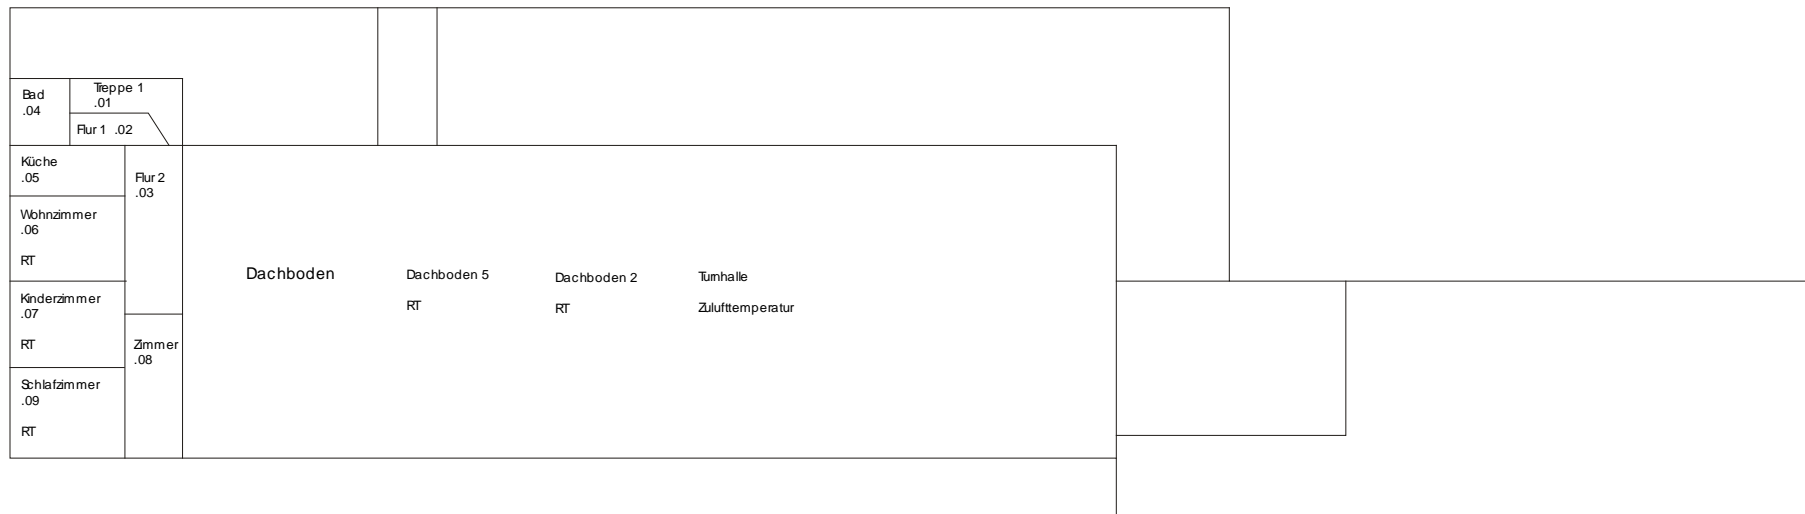 Bad
.04
Treppe 1
.01
Flur 1 .02
Küche
.05
Flur 2
.03
Wohnzimmer
.06
RT
Kinderzimmer
.07
RT
Zimmer
.08
Schlafzimmer
.09
RT
Dachboden
Dachboden 5
RT
Dachboden 2
RT
Turnhalle
Zulufttemperatur